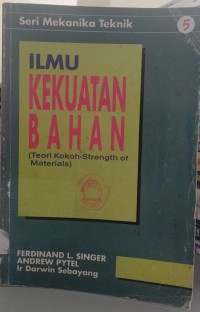 Seri Mekanika Teknik
5
ILMU
KEKUATAN
BAHAN
(Teori Kokoh-Strength of
Materials)
FERDINAND L. SINGER
ANDREW PYTEL
Ir Darwin Sebayang